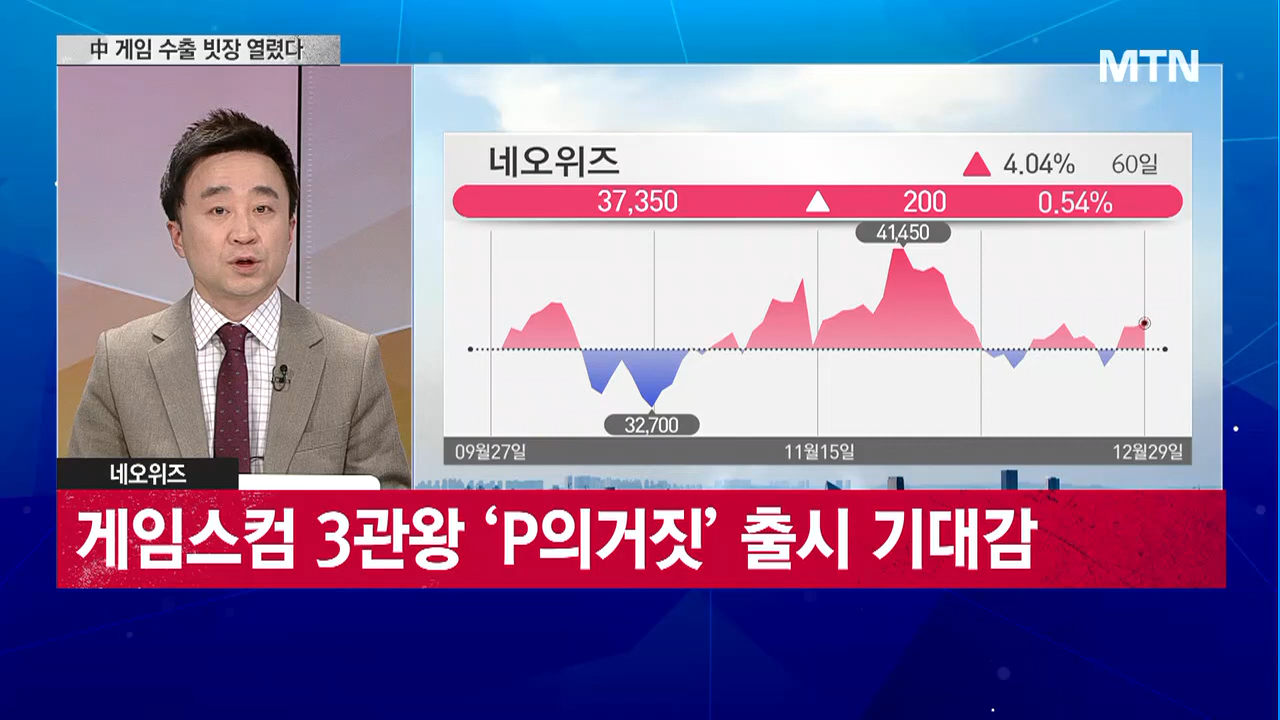 中 게임 수출 빗장 열렸다
MTN
네오위즈 ▲ 4.04% 60일
37,350 △ 200 0.54%
41,450
32,700
09월27일 11월15일 12월29일
네오위즈
게임스컴 3관왕 ‘P의거짓’ 출시 기대감